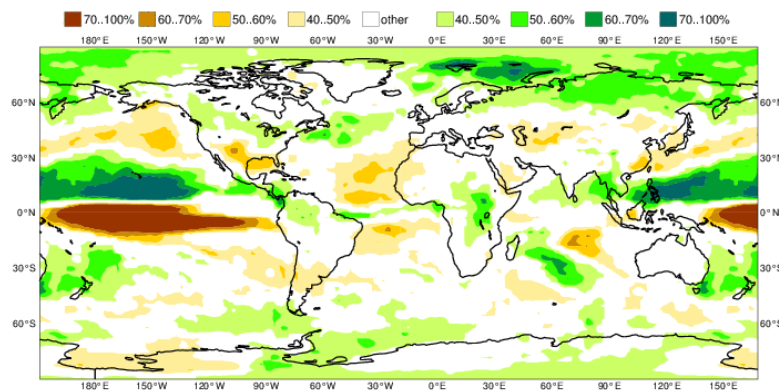 70..100% 60..70% 50..60% 40..50% other 40..50% 50..60% 60..70% 70..100%
180°E 150°W 120°W 90°W 60°W 30°W 0°E 30°E 60°E 90°E 120°E 150°E
60°N 60°N
30°N 30°N
0°N 0°N
30°S 30°S
60°S 60°S
180°E 150°W 120°W 90°W 60°W 30°W 0°E 30°E 60°E 90°E 120°E 150°E